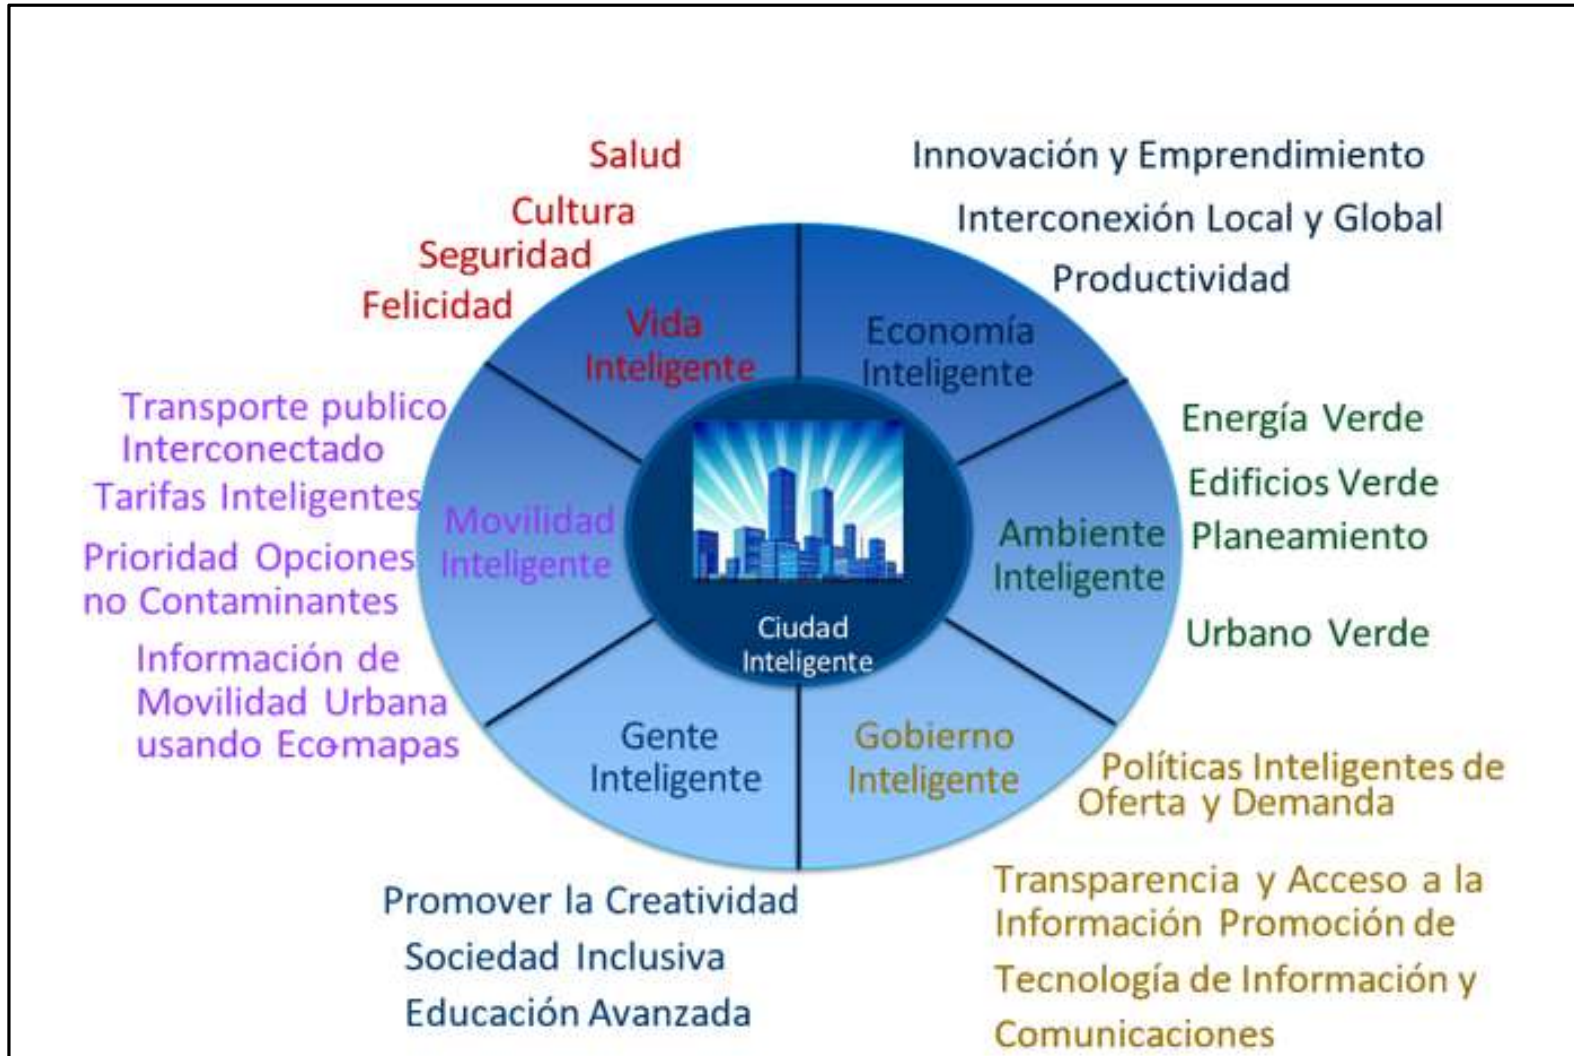 Salud
Cultura
Seguridad
Felicidad
Vida
Inteligente
Innovación y Emprendimiento
Interconexión Local y Global
Productividad
Economía
Inteligente
Energía Verde
Edificios Verde
Planeamiento
Urbano Verde
Ambiente
Inteligente
Transporte publico
Interconectado
Tarifas Inteligentes
Prioridad Opciones
no Contaminantes
Información de
Movilidad Urbana
usando Eco-mapas
Movilidad
Inteligente
Ciudad
Inteligente
Gente
Inteligente
Promover la Creatividad
Sociedad Inclusiva
Educación Avanzada
Gobierno
Inteligente
Políticas Inteligentes de
Oferta y Demanda
Transparencia y Acceso a la
Información Promoción de
Tecnología de Información y
Comunicaciones